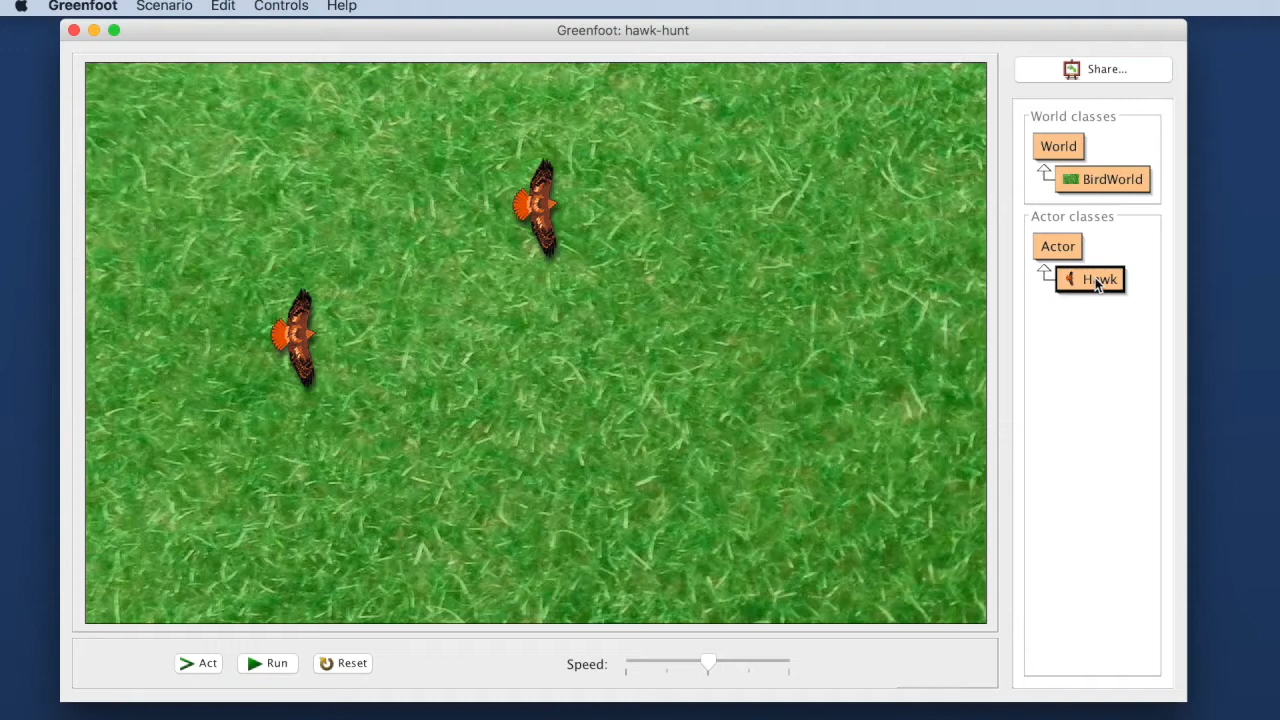 Greenfoot Scenario Edit Controls Help
Greenfoot: hawk-hunt
Share...
World classes
World
BirdWorld
Actor classes
Actor
Hawk
Act Run Reset Speed: